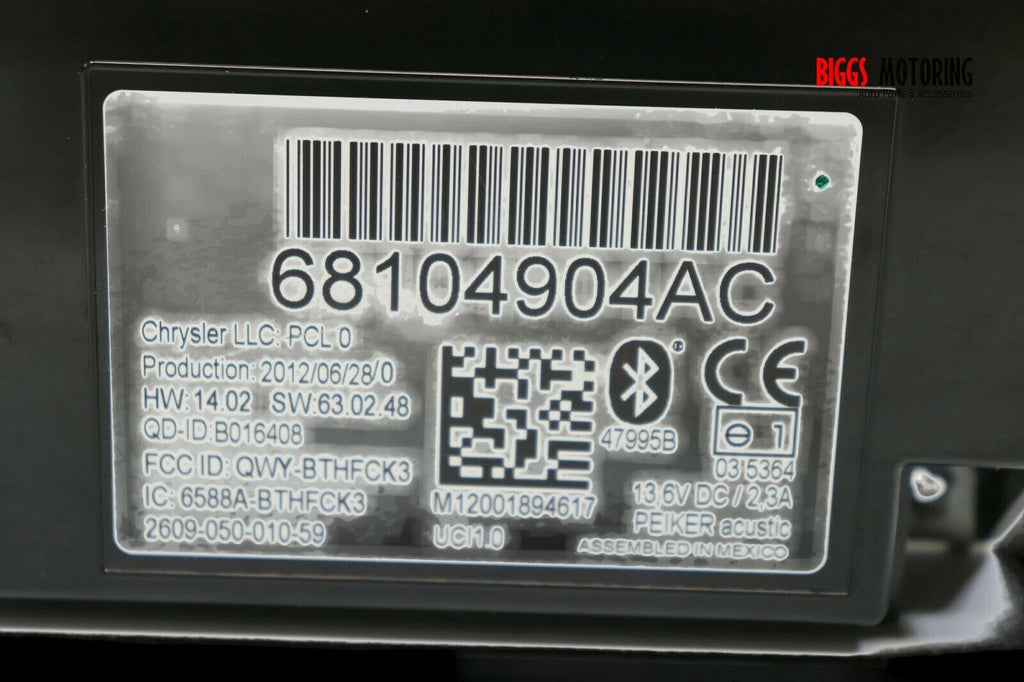 BIGGS MOTORING
Auto Parts & Accessories
68104904AC
Chrysler LLC: PCL 0
Production: 2012/06/28/0
HW: 14.02 SW:63.02.48
QD-ID:B016408
FCC ID: QWY-BTHFCK3
IC: 6588A-BTHFCK3
2609-050-010-59
M12001894617
UCI1.0
47995B
CE
1
03 5364
13,6V DC / 2,3A
PEIKER acustic
ASSEMBLED IN MEXICO